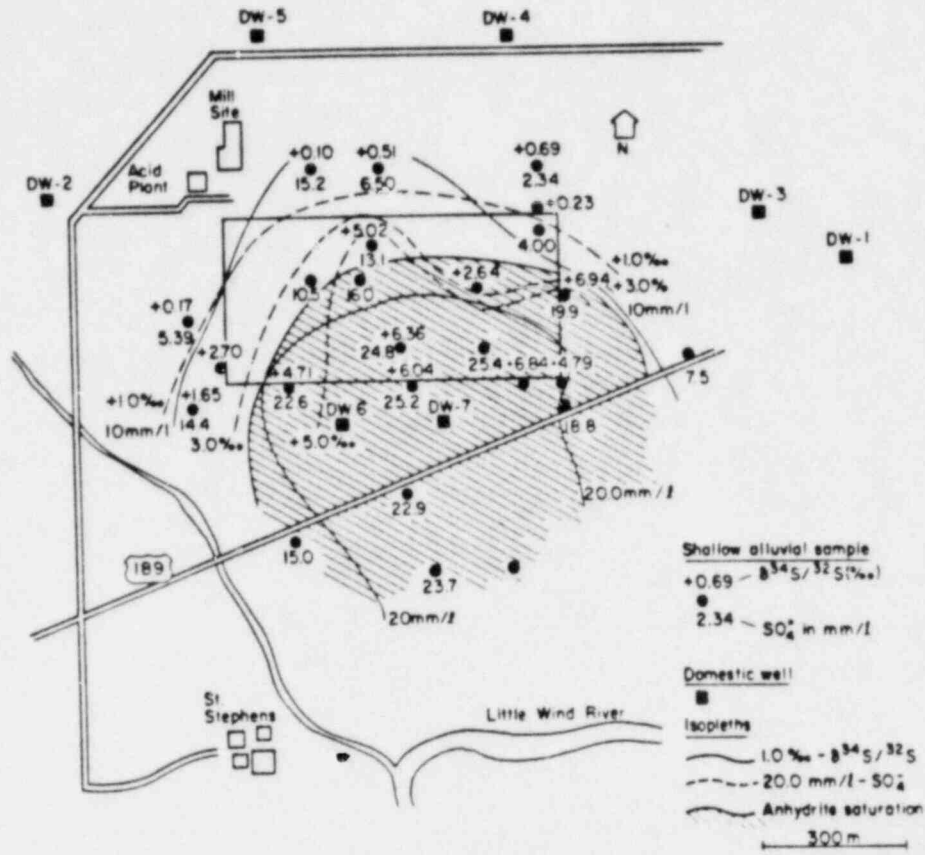 DW-5
DW-4
Mill
Site
N
Acid
Plant
DW-2
DW-3
DW-1
+0.10
15.2
+0.51
6.50
+0.69
2.34
+0.23
4.00
+5.02
13.1
+1.0‰
+3.0%
10mm/l
10.5
16.0
+2.64
+6.94
19.9
+0.17
5.39
+2.70
+6.36
24.8
25.4
-6.84
-4.79
7.5
+4.71
22.6
+6.04
25.2
+1.65
14.4
+1.0‰
10mm/l
3.0‰
DW-6
+5.0‰
DW-7
18.8
20.0mm/ℓ
22.9
15.0
189
23.7
20mm/ℓ
St.
Stephens
Little Wind River
Shallow alluvial sample
+0.69 δ³⁴S/³²S(‰)
2.34 SO₄⁼ in mm/ℓ
Domestic well
Isopleths
1.0‰ - δ³⁴S/³²S
20.0 mm/ℓ - SO₄⁼
Anhydrite saturation
300 m